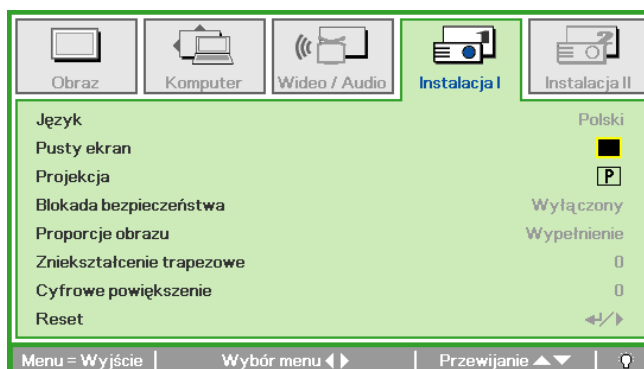 Obraz
Komputer
Wideo / Audio
Instalacja I
Instalacja II
Język Polski
Pusty ekran
Projekcja P
Blokada bezpieczeństwa Wyłączony
Proporcje obrazu Wypełnienie
Zniekształcenie trapezowe 0
Cyfrowe powiększenie 0
Reset
Menu = Wyjście | Wybór menu | Przewijanie |